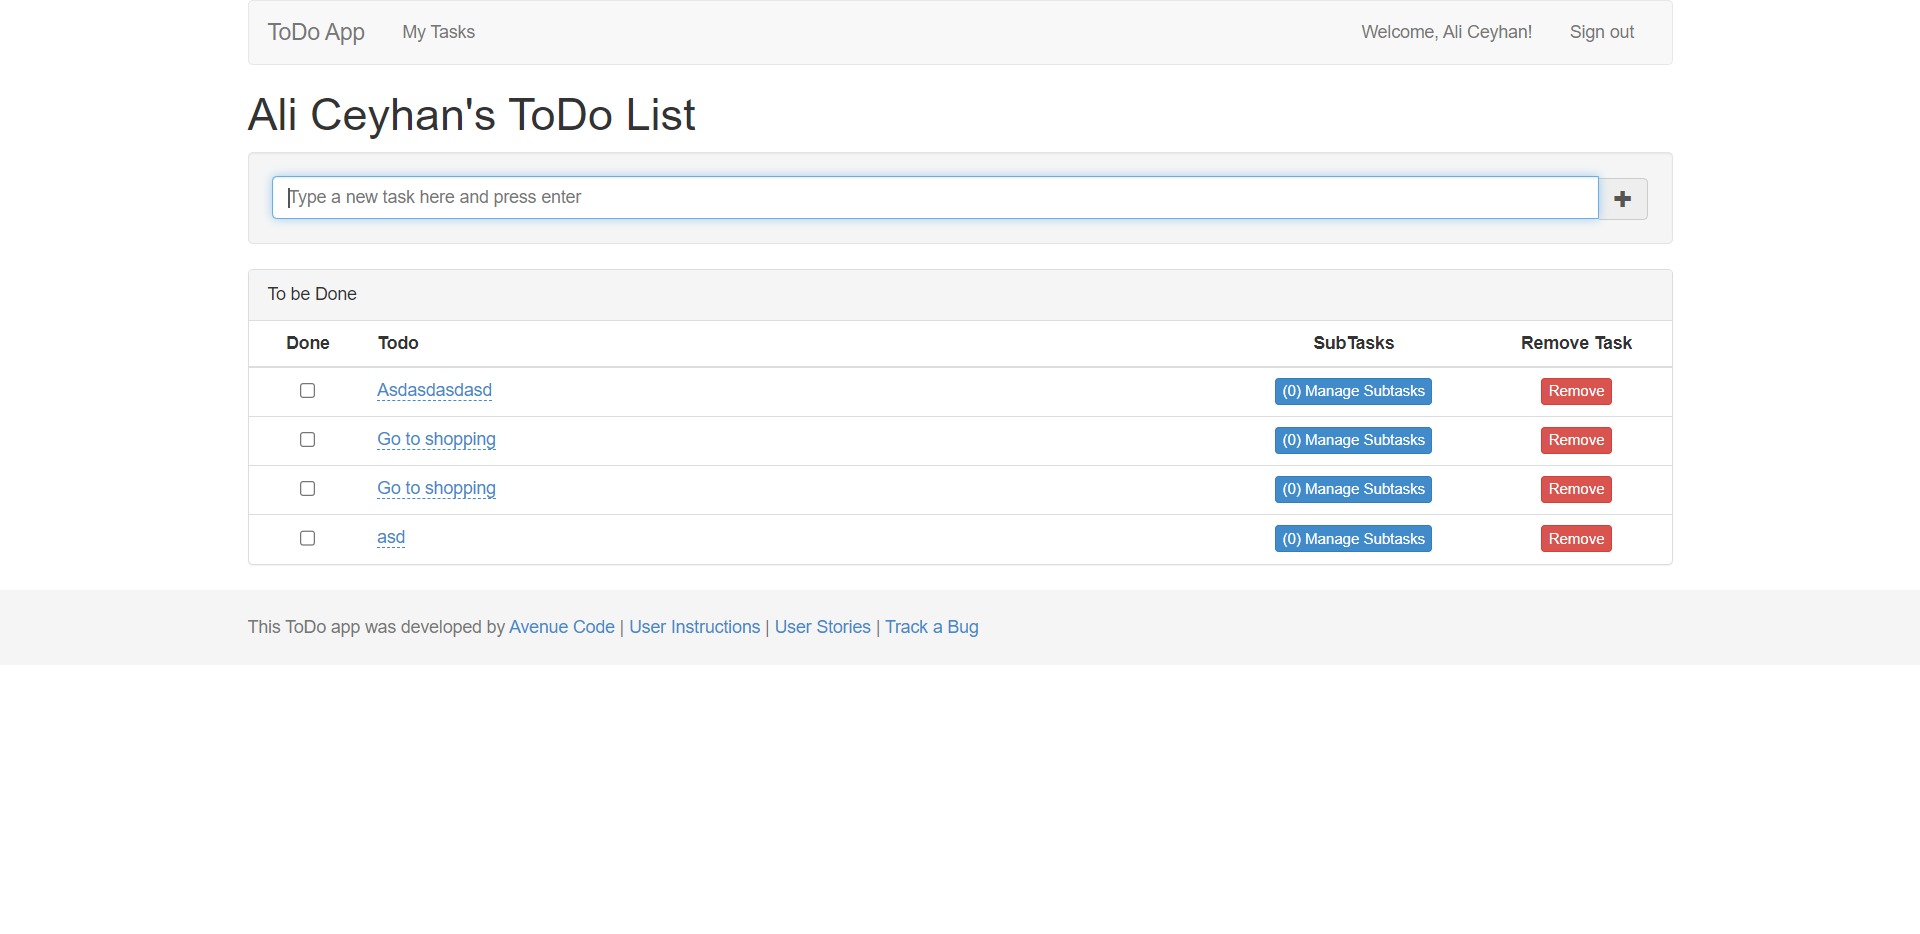 ToDo App My Tasks Welcome, Ali Ceyhan! Sign out
Ali Ceyhan's ToDo List
Type a new task here and press enter
To be Done
Done Todo SubTasks Remove Task
Asdasdasdasd (0) Manage Subtasks Remove
Go to shopping (0) Manage Subtasks Remove
Go to shopping (0) Manage Subtasks Remove
asd (0) Manage Subtasks Remove
This ToDo app was developed by Avenue Code | User Instructions | User Stories | Track a Bug